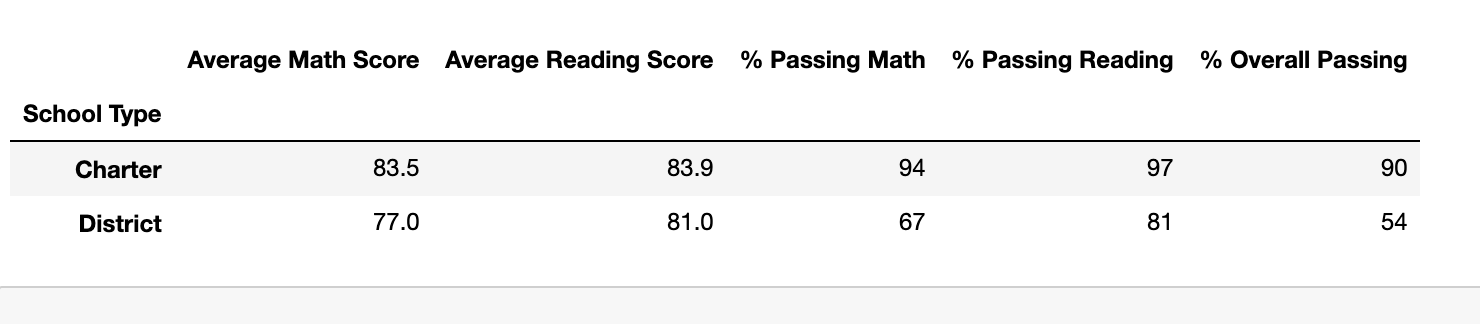 Average Math Score Average Reading Score % Passing Math % Passing Reading % Overall Passing
School Type
Charter 83.5 83.9 94 97 90
District 77.0 81.0 67 81 54